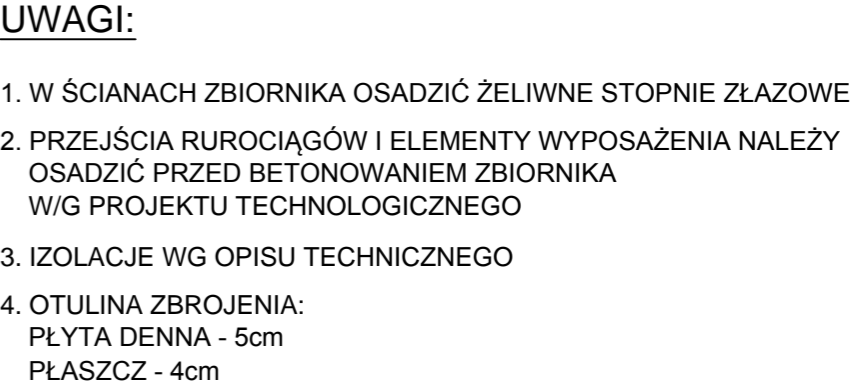 UWAGI:
1. W ŚCIANACH ZBIORNIKA OSADZIĆ ŻELIWNE STOPNIE ZŁAZOWE
2. PRZEJŚCIA RUROCIĄGÓW I ELEMENTY WYPOSAŻENIA NALEŻY
OSADZIĆ PRZED BETONOWANIEM ZBIORNIKA
W/G PROJEKTU TECHNOLOGICZNEGO
3. IZOLACJE WG OPISU TECHNICZNEGO
4. OTULINA ZBROJENIA:
PŁYTA DENNA - 5cm
PŁASZCZ - 4cm